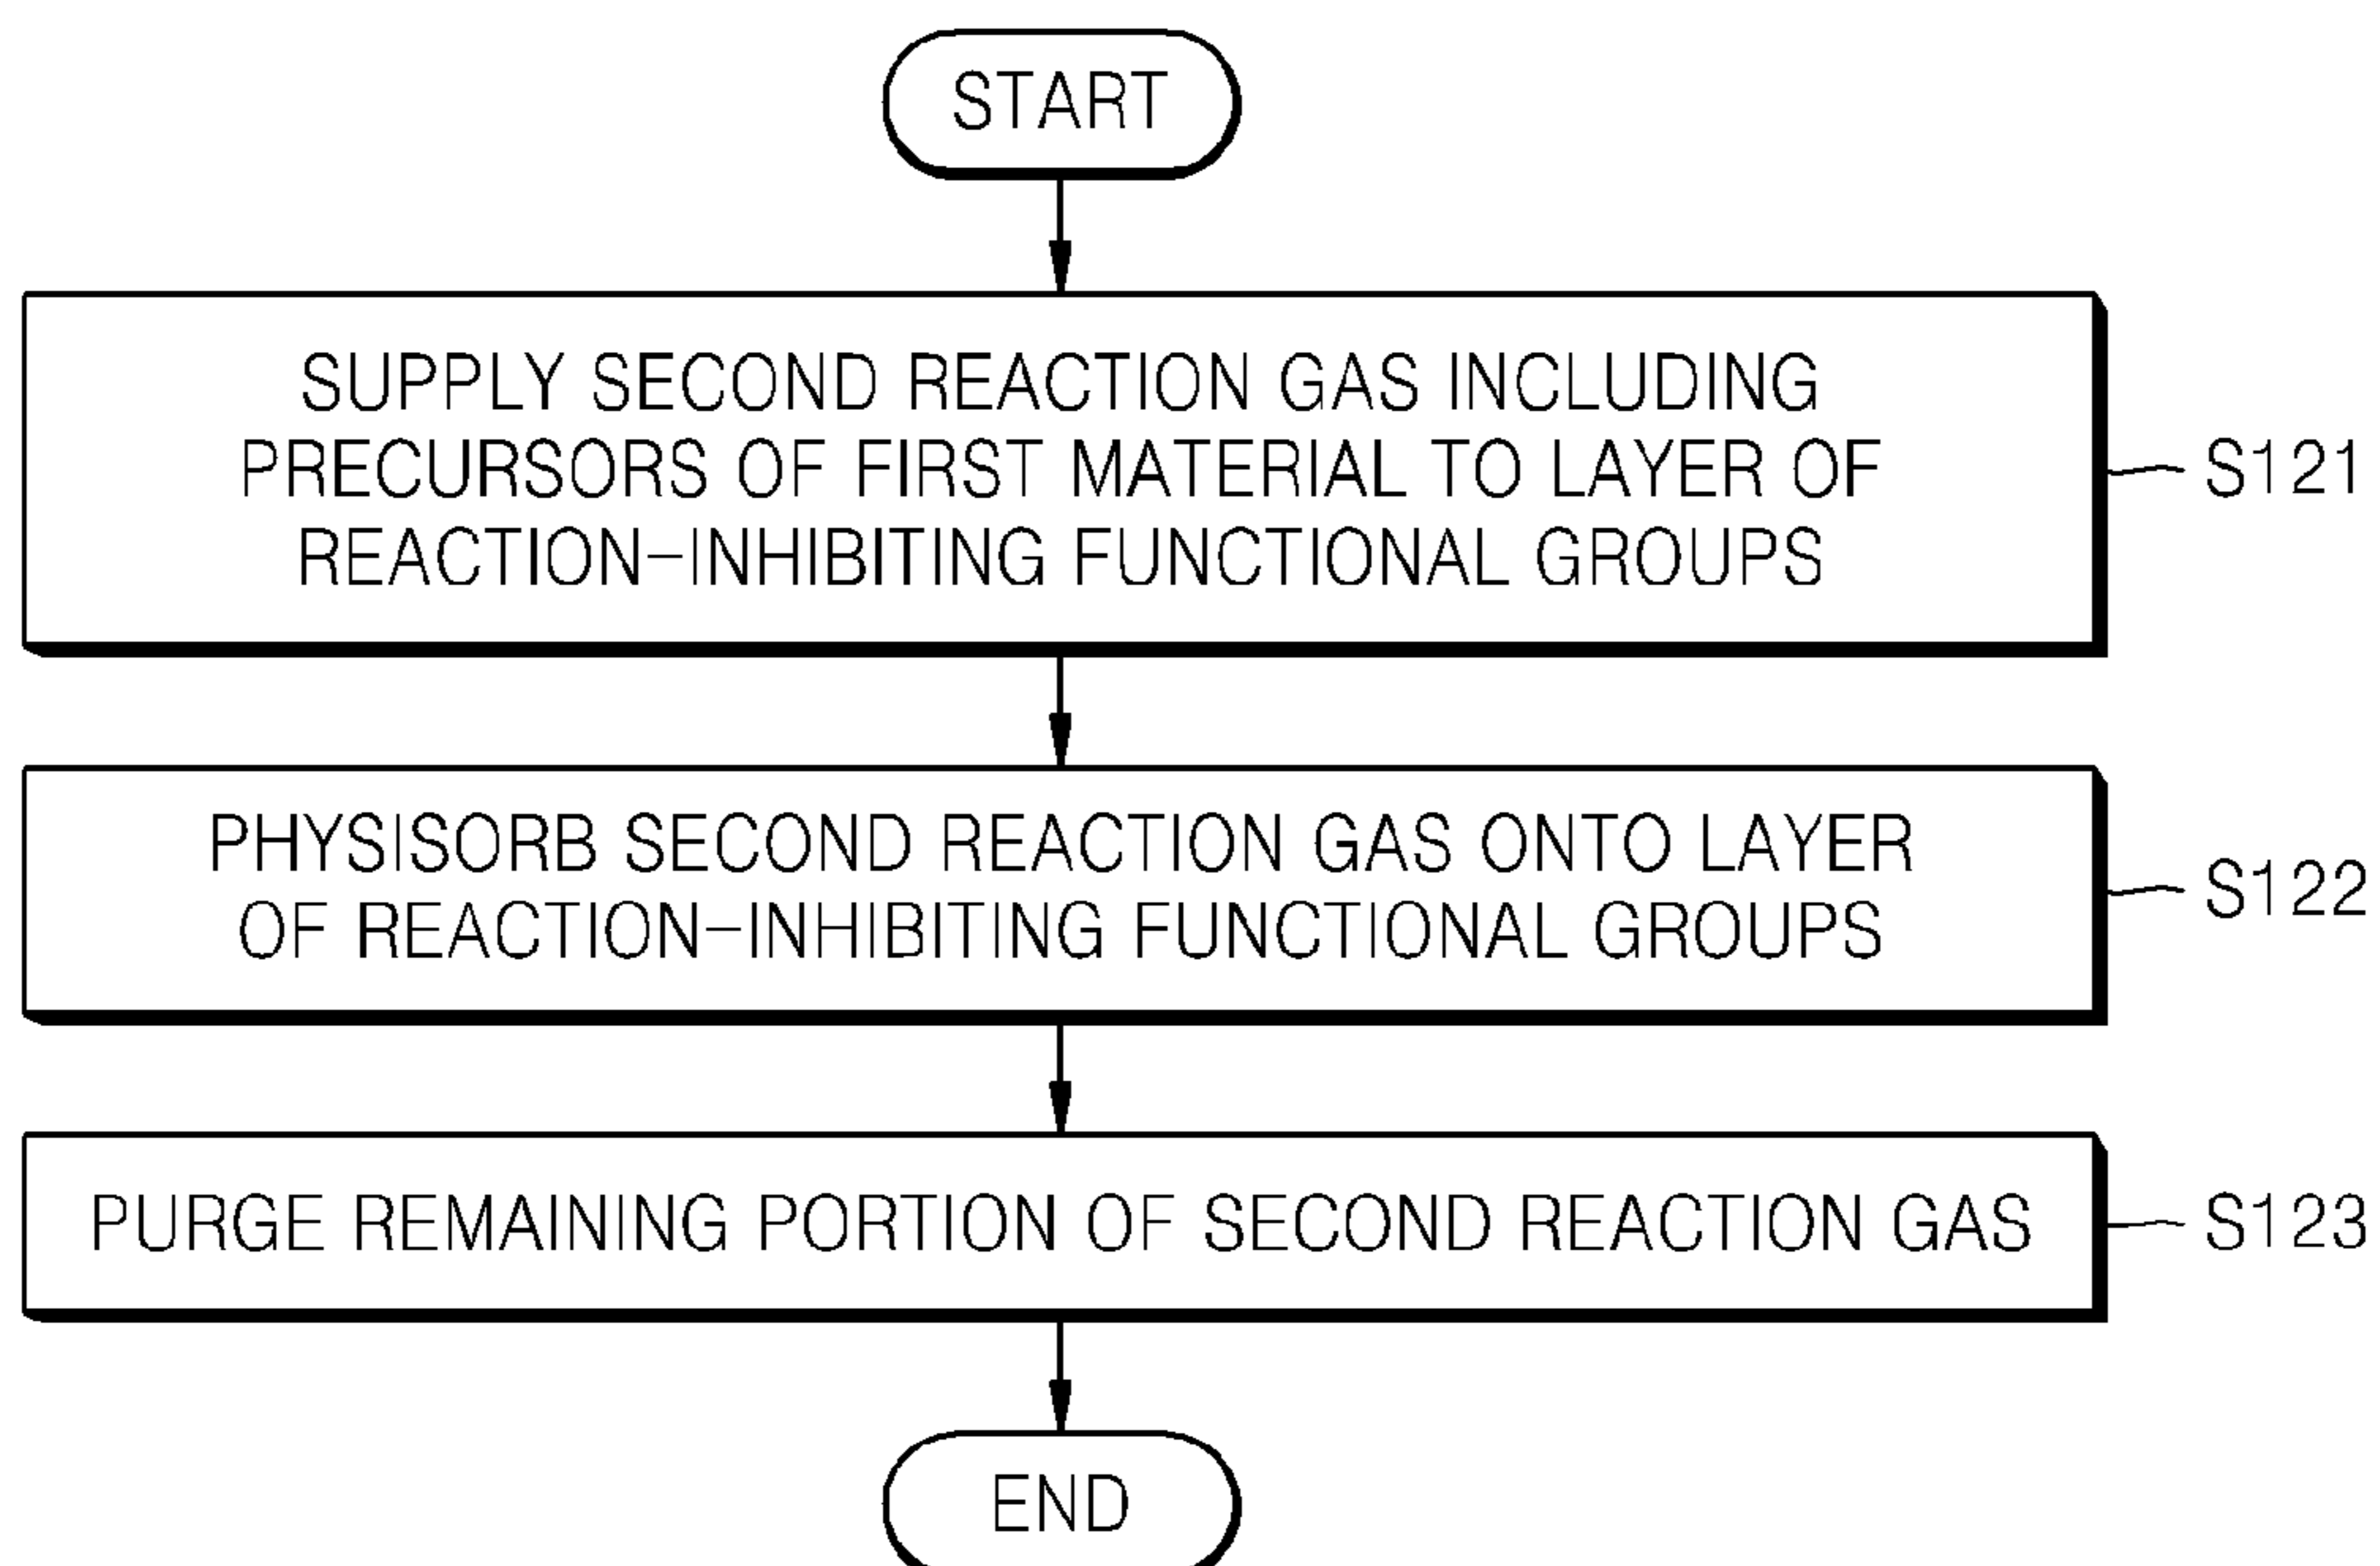 START
SUPPLY SECOND REACTION GAS INCLUDING
PRECURSORS OF FIRST MATERIAL TO LAYER OF
REACTION-INHIBITING FUNCTIONAL GROUPS
S121
PHYSISORB SECOND REACTION GAS ONTO LAYER
OF REACTION-INHIBITING FUNCTIONAL GROUPS
S122
PURGE REMAINING PORTION OF SECOND REACTION GAS
S123
END